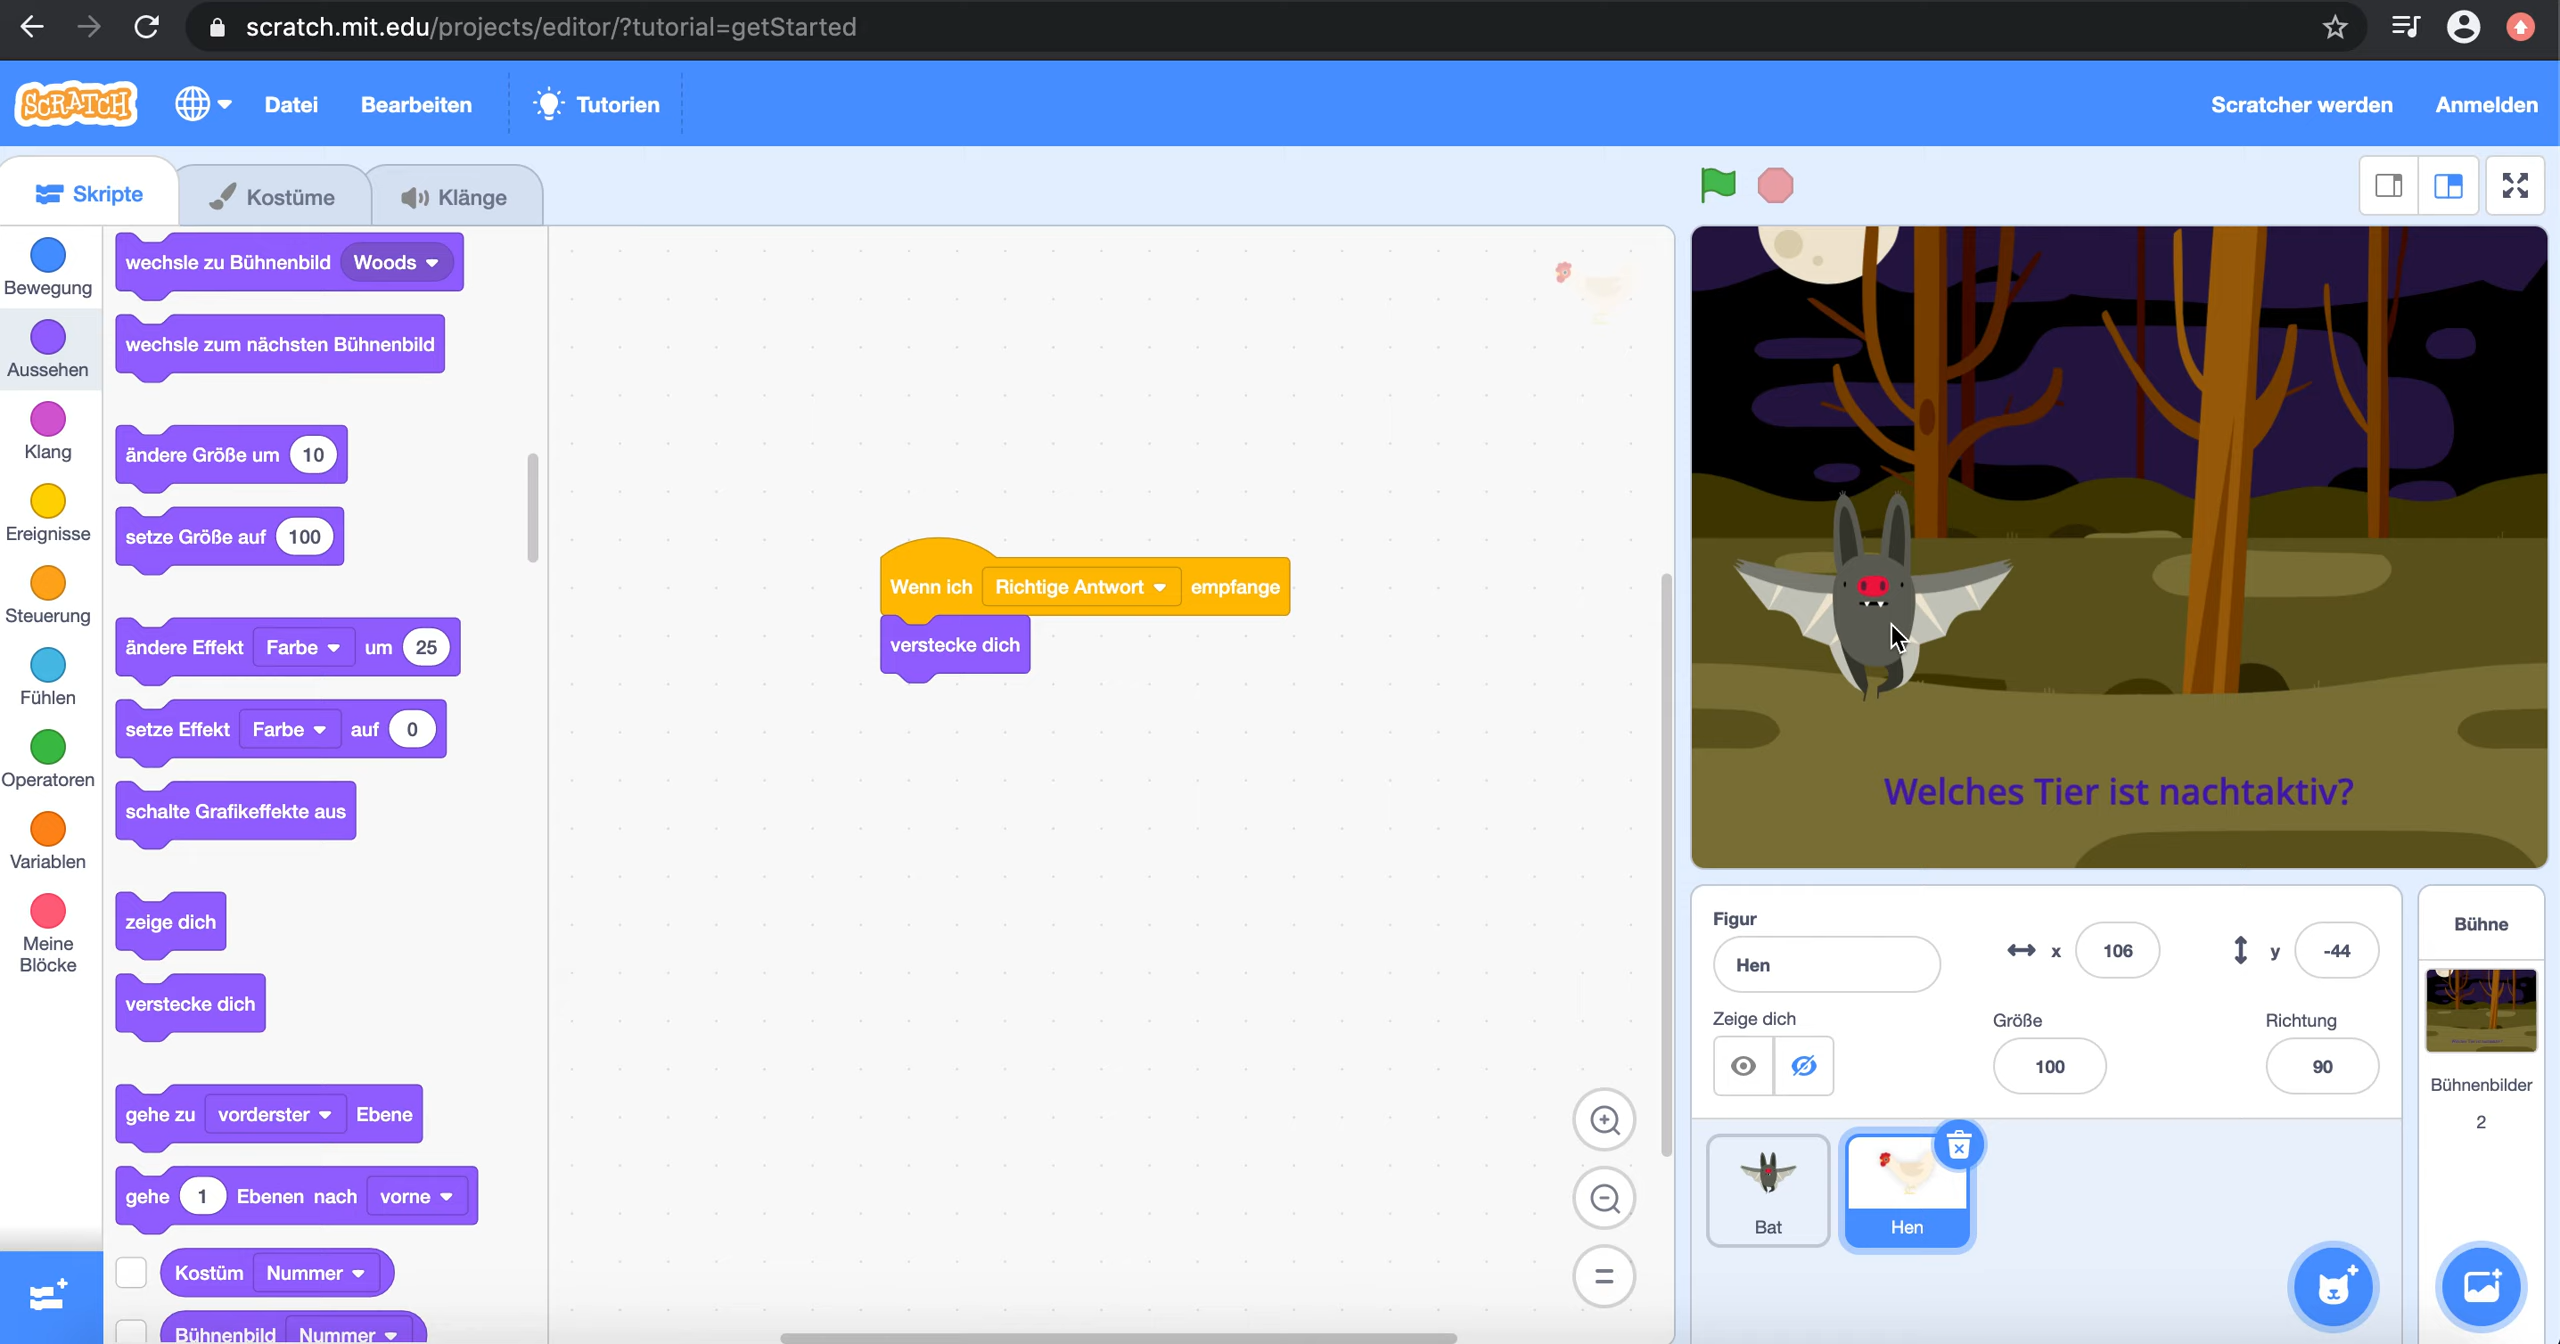 scratch.mit.edu/projects/editor/?tutorial=getStarted
SCRATCH Datei Bearbeiten Tutorien Scratcher werden Anmelden
Skripte Kostüme Klänge
Bewegung
Aussehen
Klang
Ereignisse
Steuerung
Fühlen
Operatoren
Variablen
Meine
Blöcke
wechsle zu Bühnenbild Woods
wechsle zum nächsten Bühnenbild
ändere Größe um 10
setze Größe auf 100
ändere Effekt Farbe um 25
setze Effekt Farbe auf 0
schalte Grafikeffekte aus
zeige dich
verstecke dich
gehe zu vorderster Ebene
gehe 1 Ebenen nach vorne
Kostüm Nummer
Bühnenbild Nummer
Wenn ich Richtige Antwort empfange
verstecke dich
Welches Tier ist nachtaktiv?
Figur
Hen
x 106
y -44
Zeige dich
Größe
100
Richtung
90
Bat
Hen
Bühne
Bühnenbilder
2